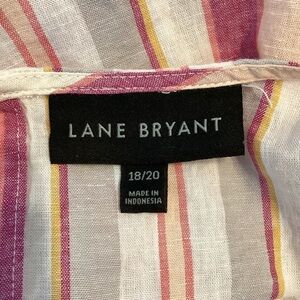 LANE BRYANT
18/20
MADE IN
INDONESIA